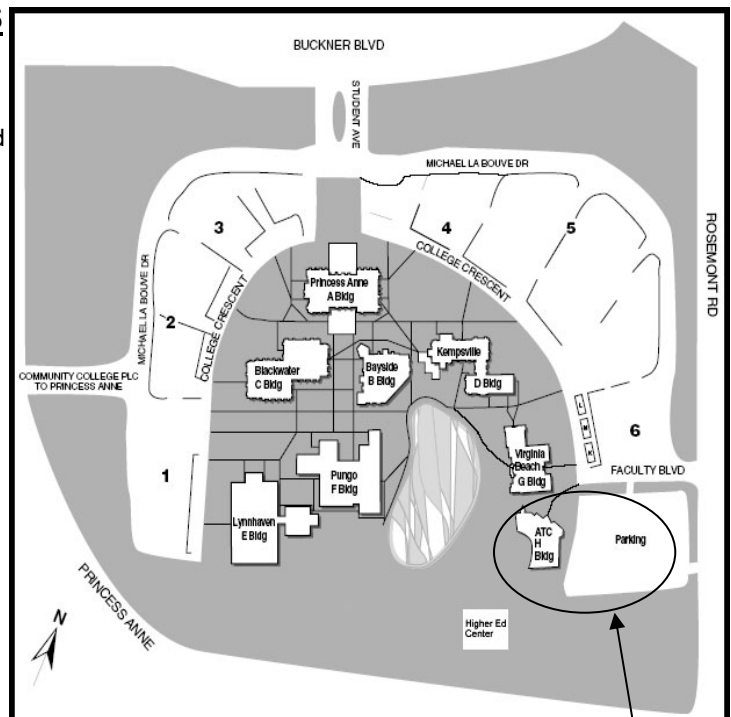 S
BUCKNER BLVD
STUDENT AVE
d
MICHAEL LA BOUVE DR
3
4
5
COLLEGE CRESCENT
ROSEMONT RD
Princess Anne
A Bldg
MICHAEL LA BOUVE DR
2
COLLEGE CRESCENT
Blackwater
C Bldg
Bayside
B Bldg
Kempsville
D Bldg
COMMUNITY COLLEGE PLC
TO PRINCESS ANNE
L
M
K
6
Virginia
Beach
G Bldg
FACULTY BLVD
1
Pungo
F Bldg
Lynnhaven
E Bldg
ATC
H
Bldg
Parking
PRINCESS ANNE
N
Higher Ed
Center